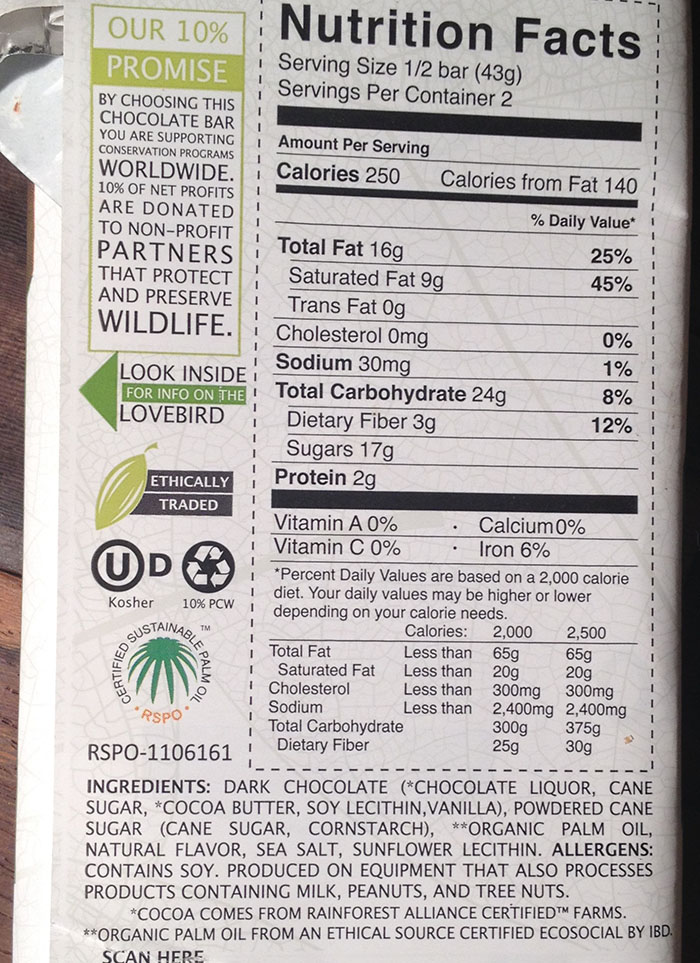 OUR 10%
PROMISE
BY CHOOSING THIS
CHOCOLATE BAR
YOU ARE SUPPORTING
CONSERVATION PROGRAMS
WORLDWIDE.
10% OF NET PROFITS
ARE DONATED
TO NON-PROFIT
PARTNERS
THAT PROTECT
AND PRESERVE
WILDLIFE.
LOOK INSIDE
FOR INFO ON THE
LOVEBIRD
ETHICALLY
TRADED
U D
Kosher 10% PCW
CERTIFIED SUSTAINABLE PALM OIL ™
RSPO
RSPO-1106161
Nutrition Facts
Serving Size 1/2 bar (43g)
Servings Per Container 2
Amount Per Serving
Calories 250 Calories from Fat 140
% Daily Value*
Total Fat 16g 25%
Saturated Fat 9g 45%
Trans Fat 0g
Cholesterol 0mg 0%
Sodium 30mg 1%
Total Carbohydrate 24g 8%
Dietary Fiber 3g 12%
Sugars 17g
Protein 2g
Vitamin A 0% · Calcium 0%
Vitamin C 0% · Iron 6%
*Percent Daily Values are based on a 2,000 calorie
diet. Your daily values may be higher or lower
depending on your calorie needs.
Calories: 2,000 2,500
Total Fat Less than 65g 65g
Saturated Fat Less than 20g 20g
Cholesterol Less than 300mg 300mg
Sodium Less than 2,400mg 2,400mg
Total Carbohydrate 300g 375g
Dietary Fiber 25g 30g
INGREDIENTS: DARK CHOCOLATE (*CHOCOLATE LIQUOR, CANE
SUGAR, *COCOA BUTTER, SOY LECITHIN, VANILLA), POWDERED CANE
SUGAR (CANE SUGAR, CORNSTARCH), **ORGANIC PALM OIL,
NATURAL FLAVOR, SEA SALT, SUNFLOWER LECITHIN. ALLERGENS:
CONTAINS SOY. PRODUCED ON EQUIPMENT THAT ALSO PROCESSES
PRODUCTS CONTAINING MILK, PEANUTS, AND TREE NUTS.
*COCOA COMES FROM RAINFOREST ALLIANCE CERTIFIED™ FARMS.
**ORGANIC PALM OIL FROM AN ETHICAL SOURCE CERTIFIED ECOSOCIAL BY IBD.
SCAN HERE